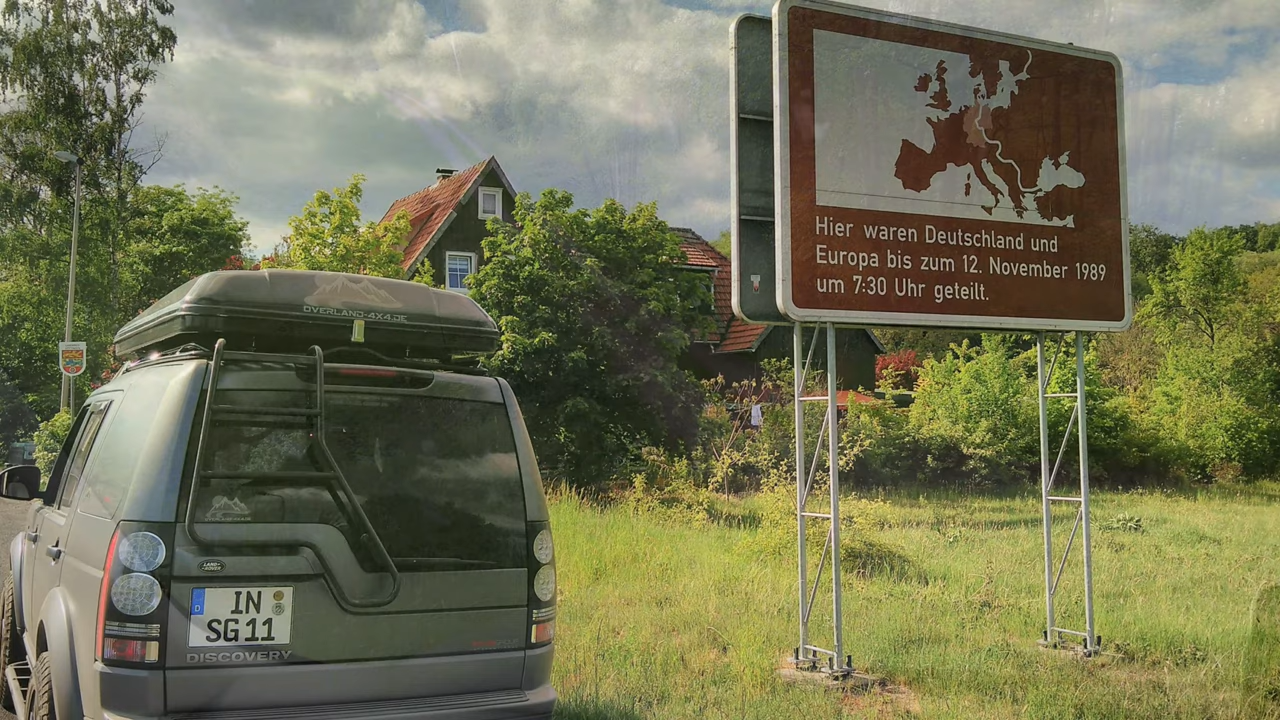 Hier waren Deutschland und
Europa bis zum 12. November 1989
um 7:30 Uhr geteilt.
OVERLAND-4X4.DE
LAND-
ROVER
D
IN
SG 11
DISCOVERY